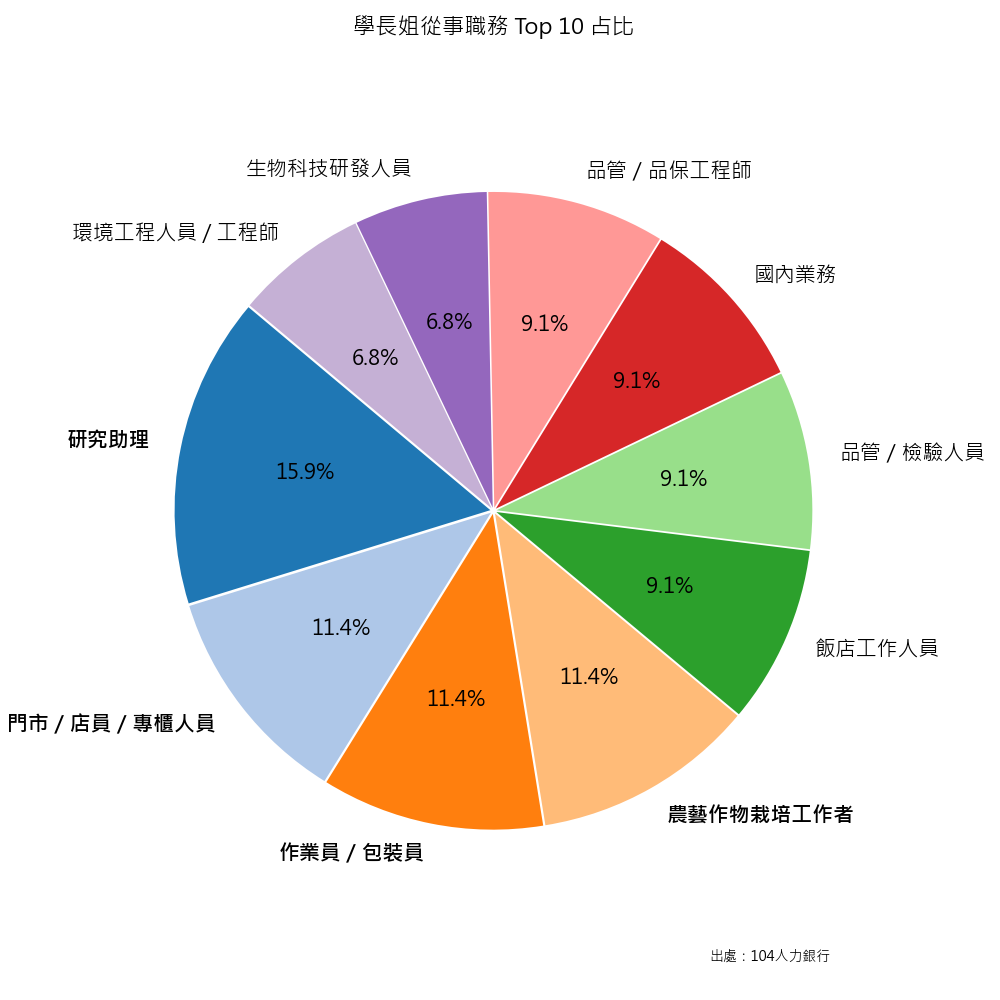 學長姐從事職務 Top 10 占比
生物科技研發人員
品管 / 品保工程師
環境工程人員 / 工程師
國內業務
6.8%
9.1%
6.8%
9.1%
研究助理
品管 / 檢驗人員
15.9%
9.1%
9.1%
11.4%
飯店工作人員
11.4%
11.4%
門市 / 店員 / 專櫃人員
農藝作物栽培工作者
作業員 / 包裝員
出處：104人力銀行